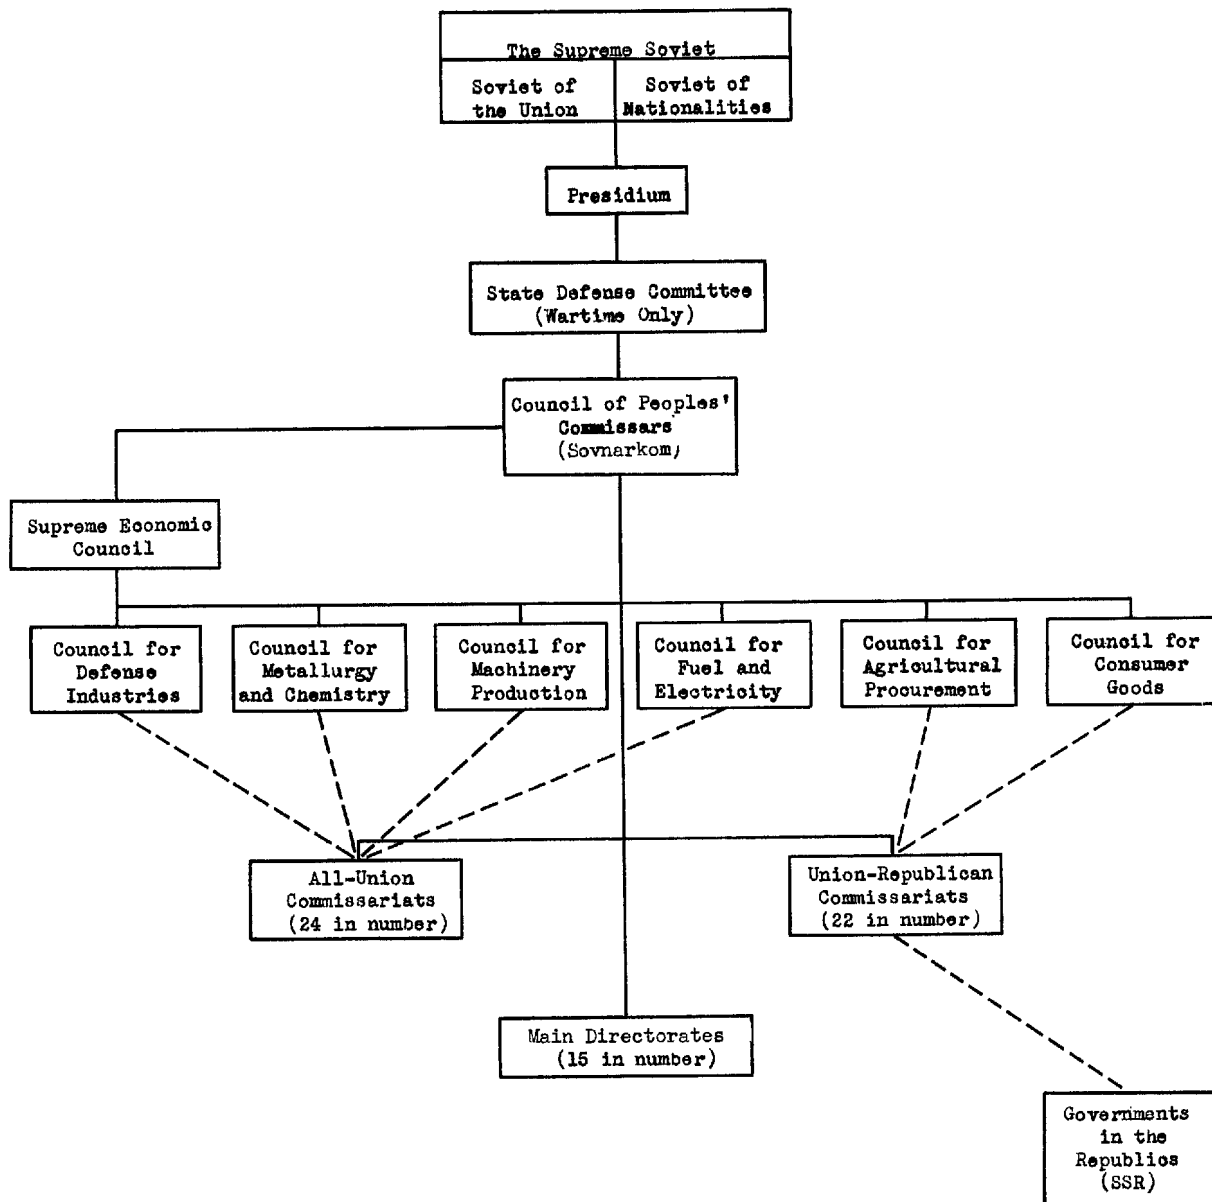 The Supreme Soviet
Soviet of
the Union
Soviet of
Nationalities
Presidium
State Defense Committee
(Wartime Only)
Council of Peoples'
Commissars
(Sovnarkom)
Supreme Economic
Council
Council for
Defense
Industries
Council for
Metallurgy
and Chemistry
Council for
Machinery
Production
Council for
Fuel and
Electricity
Council for
Agricultural
Procurement
Council for
Consumer
Goods
All-Union
Commissariats
(24 in number)
Union-Republican
Commissariats
(22 in number)
Main Directorates
(15 in number)
Governments
in the
Republics
(SSR)